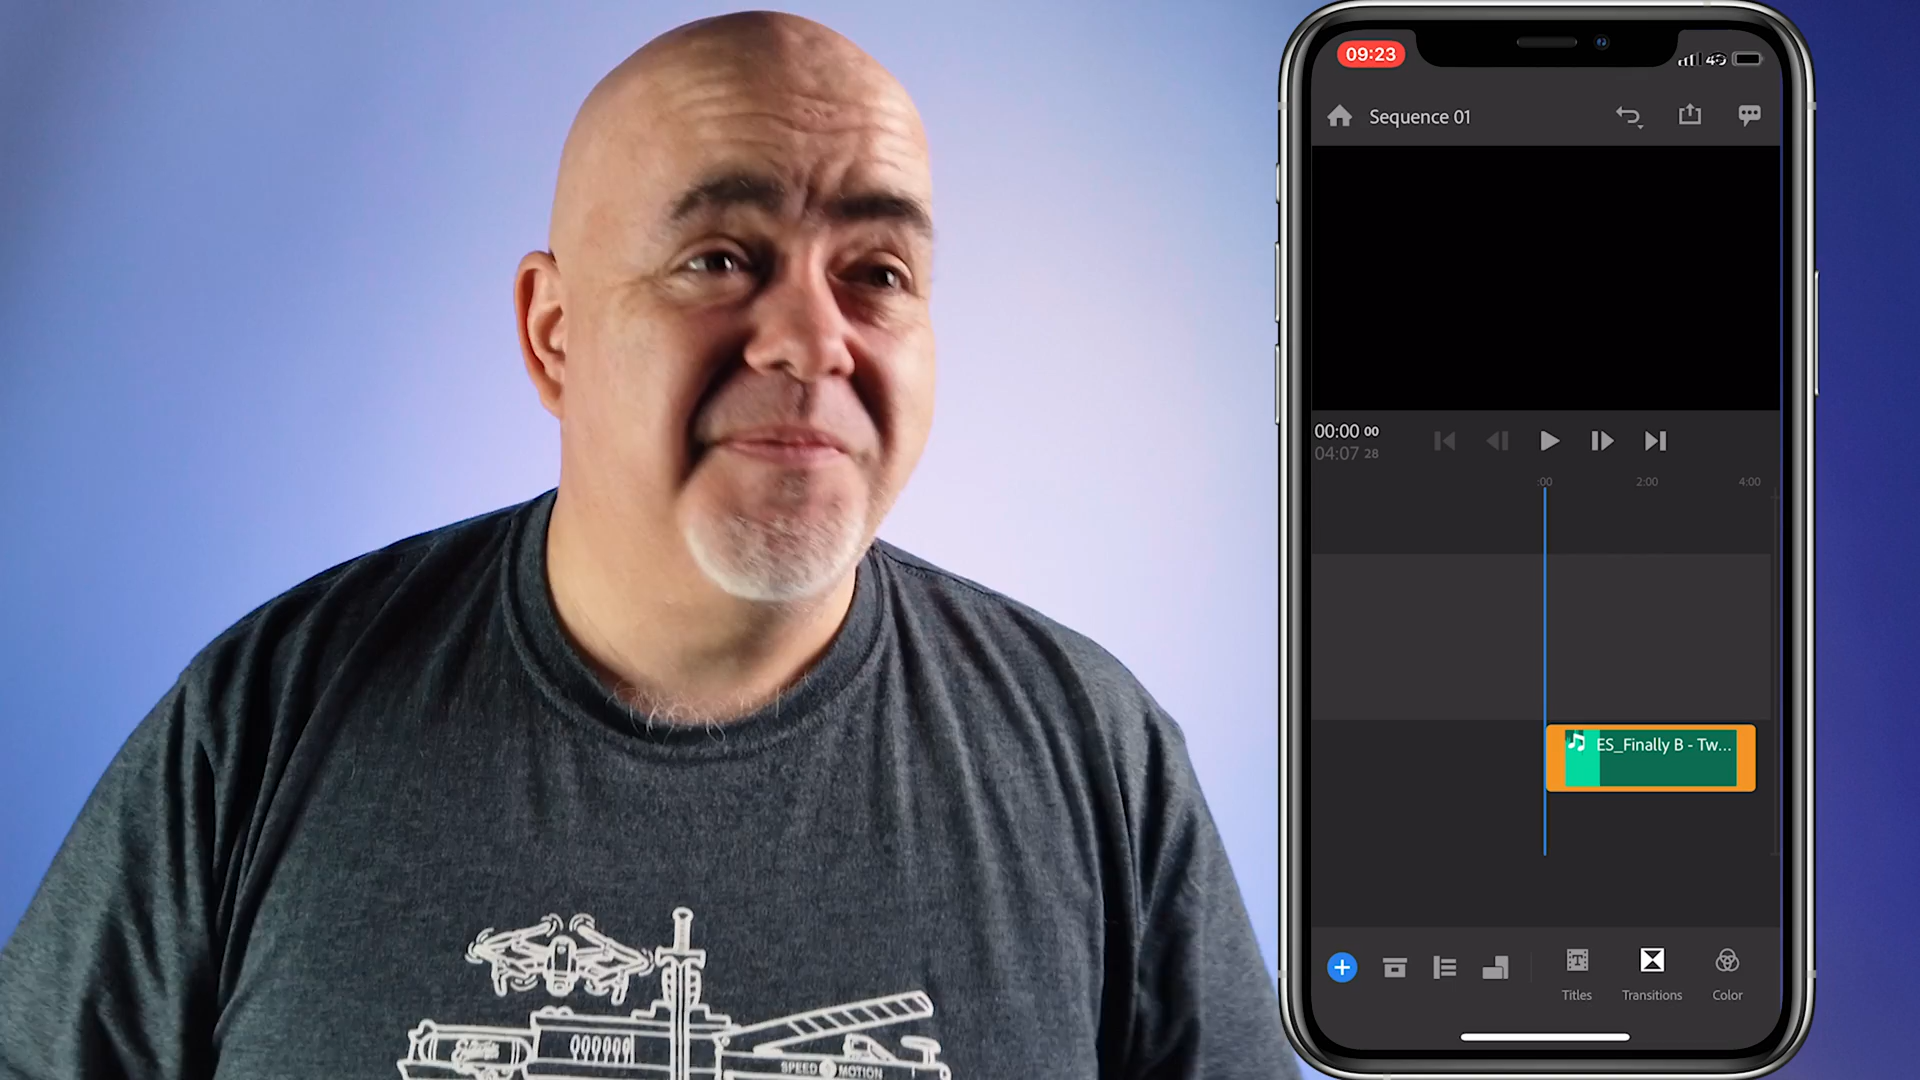 09:23
Sequence 01
00:00 00
04:07 28
:00 2:00 4:00
ES_Finally B - Tw...
Titles Transitions Color
SPEED MOTION